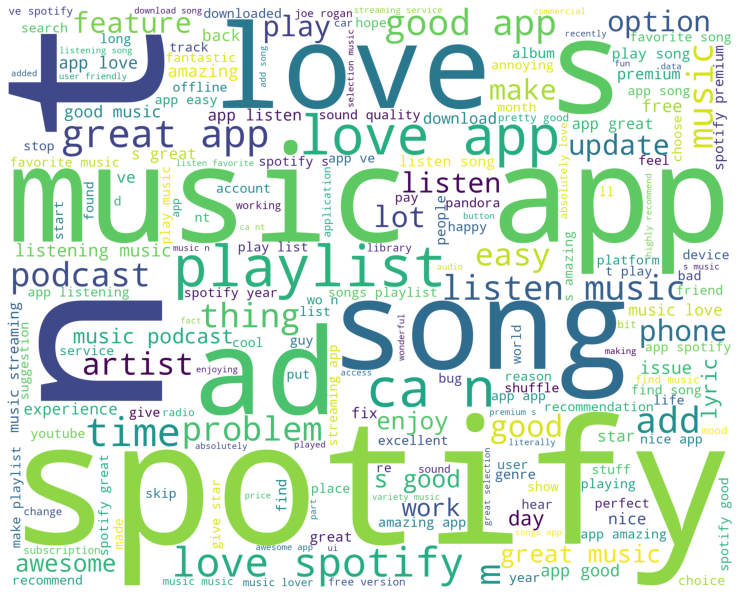 ve spotify
download song
search
feature
downloaded
joe rogan
streaming service
commercial
favorite song
option
listening song
long
app love
fantastic
track
back
play
car
hope
good app
recently
added
user friendly
amazing
offline
t
love
s
add song
selection music
album
annoying
fun
.data
play song
premium
music
spotify premium
good music
app easy
app listen
sound quality
make
month
download
pretty good
app song
free
choose
stop
great app
love app
update
app great
favorite music
s great
listen favorite
spotify s
app ve
listen song
absolutely love
feel
music app
ve
d
account
working
listen
pay
pandora
people
ll
start
found
play music
app
nt
ca nt
application
lot
happy
button
highly recommend
listening music
music n
play list
library
easy
s amazing
platform
device
t play
s music
bad
podcast
playlist
audio
listen music
friend
app listening
spotify year
songs playlist
n
song
thing
wo n
list
music love
bit
fact
music podcast
cool
guy
wonderful
world
making
phone
music streaming
service
suggestion
artist
enjoying
ad
put
streaming app
access
ca n
bug
reason
shuffle
app app
issue
app spotify
find music
find song
lyric
experience
give
radio
premium s
recommendation
life
add
youtube
time
absolutely
problem
played
fix
enjoy
excellent
good
literally
star
nice app
mood
spotify
make playlist
change
spotify great
skip
price
find
place
part
variety music
re
sound
s good
great selection
user
genre
show
stuff
playing
made
give star
work
hear
day
perfect
nice
songs app
app amazing
spotify good
subscription
awesome
awesome app
ui
great
amazing app
m
great music
recommend
love spotify
year
app good
choice
music music
music lover
free version